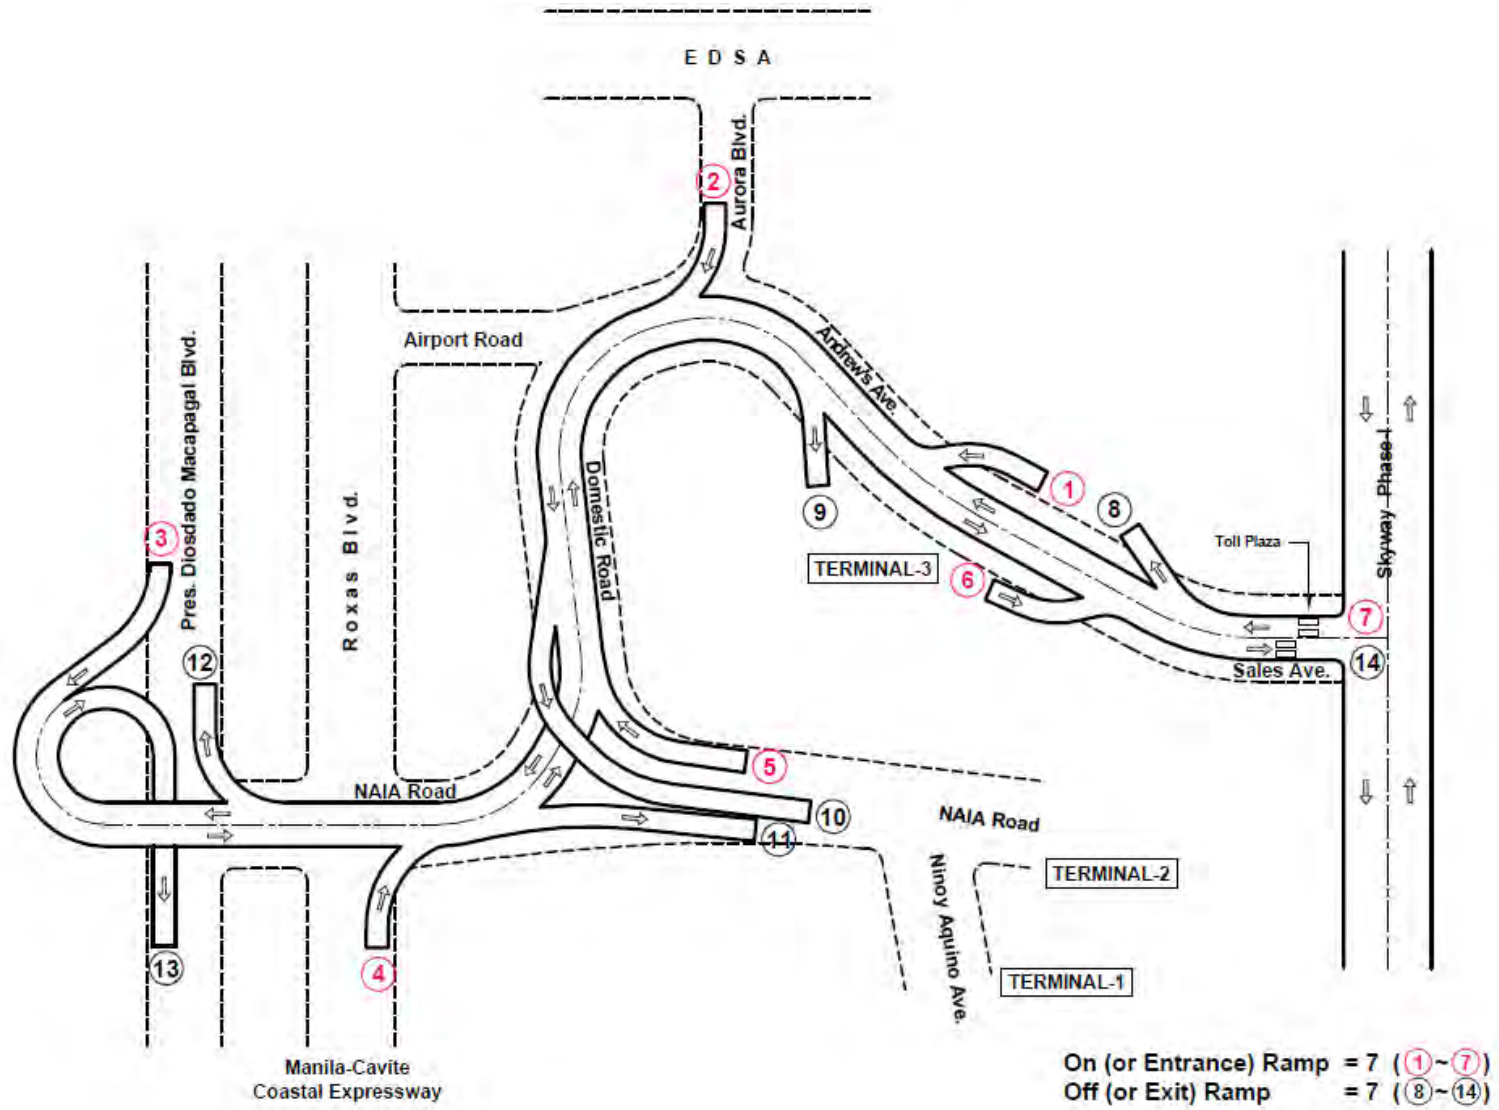 E D S A
Aurora Blvd.
2
Airport Road
Andrew's Ave.
Pres. Diosdado Macapagal Blvd.
Roxas Blvd.
Domestic Road
Skyway Phase-I
1
8
9
3
Toll Plaza
TERMINAL-3
6
7
14
Sales Ave.
12
5
NAIA Road
10
11
NAIA Road
TERMINAL-2
Ninoy Aquino Ave.
13
4
TERMINAL-1
Manila-Cavite
Coastal Expressway
On (or Entrance) Ramp = 7 (1~7)
Off (or Exit) Ramp = 7 (8~14)